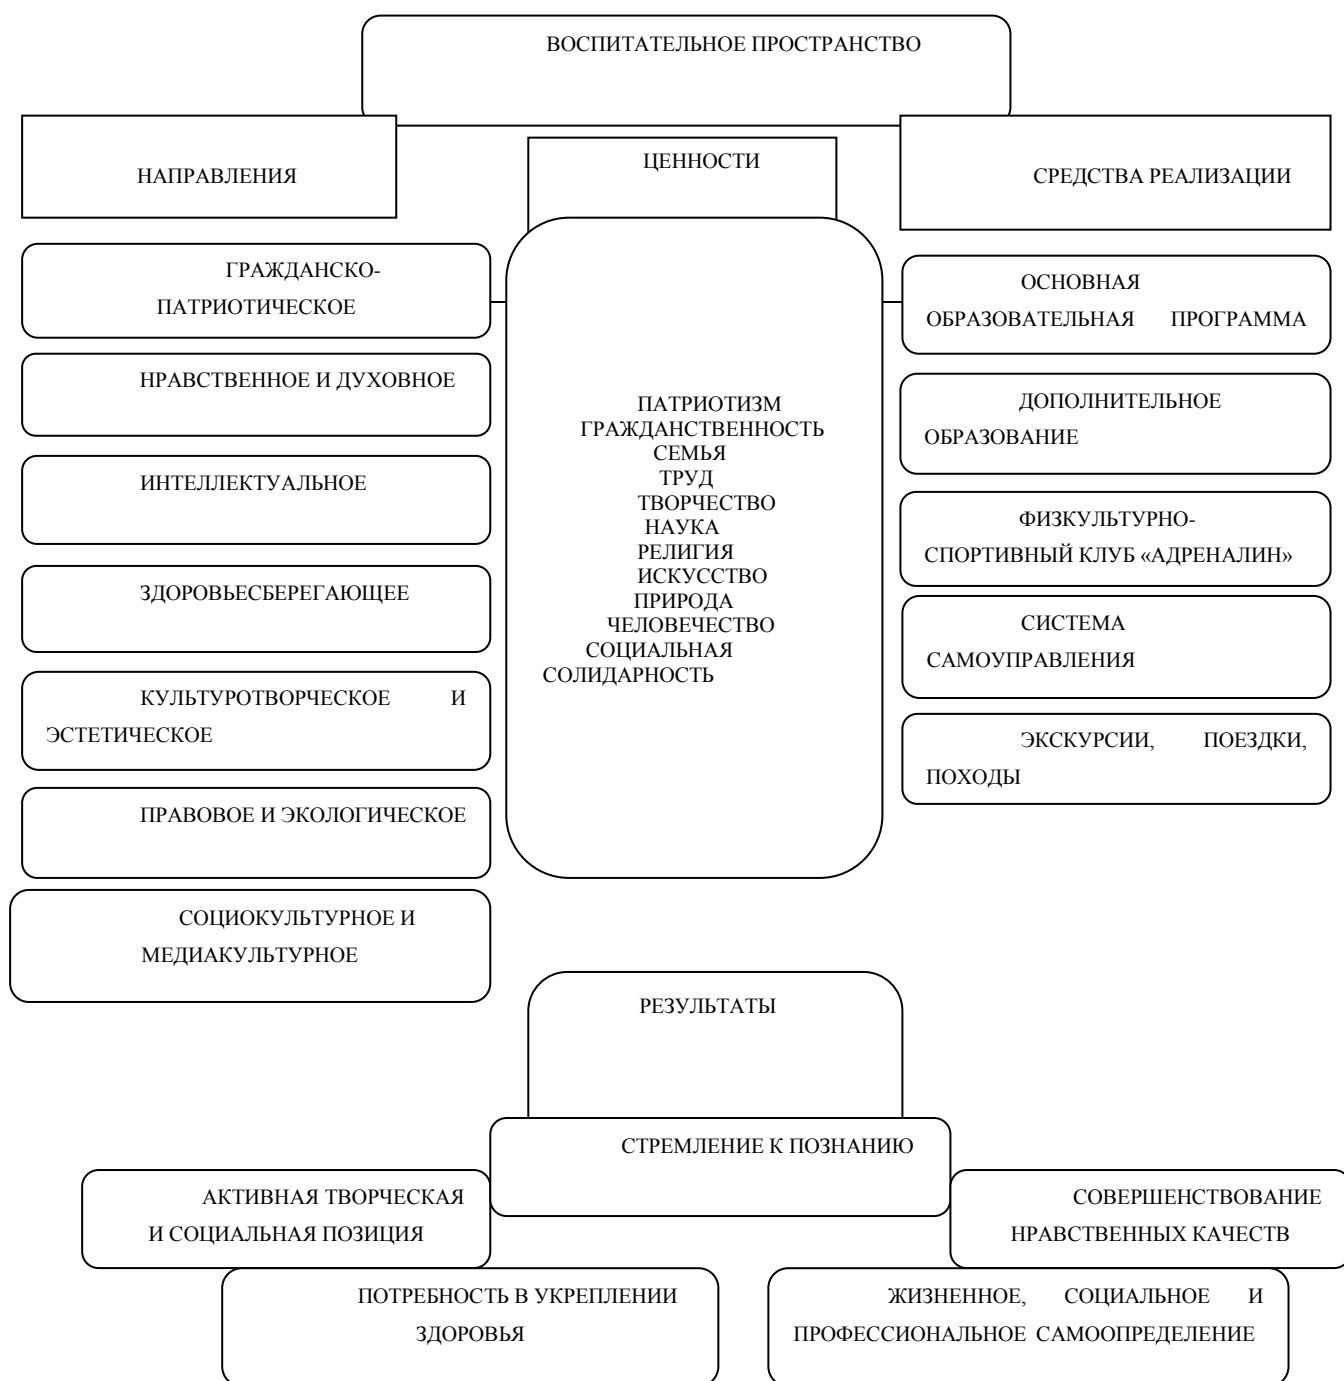 ВОСПИТАТЕЛЬНОЕ ПРОСТРАНСТВО
НАПРАВЛЕНИЯ
ЦЕННОСТИ
СРЕДСТВА РЕАЛИЗАЦИИ
ГРАЖДАНСКО-
ПАТРИОТИЧЕСКОЕ
НРАВСТВЕННОЕ И ДУХОВНОЕ
ИНТЕЛЛЕКТУАЛЬНОЕ
ЗДОРОВЬЕСБЕРЕГАЮЩЕЕ
КУЛЬТУРОТВОРЧЕСКОЕ И
ЭСТЕТИЧЕСКОЕ
ПРАВОВОЕ И ЭКОЛОГИЧЕСКОЕ
СОЦИОКУЛЬТУРНОЕ И
МЕДИАКУЛЬТУРНОЕ
ПАТРИОТИЗМ
ГРАЖДАНСТВЕННОСТЬ
СЕМЬЯ
ТРУД
ТВОРЧЕСТВО
НАУКА
РЕЛИГИЯ
ИСКУССТВО
ПРИРОДА
ЧЕЛОВЕЧЕСТВО
СОЦИАЛЬНАЯ
СОЛИДАРНОСТЬ
ОСНОВНАЯ
ОБРАЗОВАТЕЛЬНАЯ ПРОГРАММА
ДОПОЛНИТЕЛЬНОЕ
ОБРАЗОВАНИЕ
ФИЗКУЛЬТУРНО-
СПОРТИВНЫЙ КЛУБ «АДРЕНАЛИН»
СИСТЕМА
САМОУПРАВЛЕНИЯ
ЭКСКУРСИИ, ПОЕЗДКИ,
ПОХОДЫ
РЕЗУЛЬТАТЫ
СТРЕМЛЕНИЕ К ПОЗНАНИЮ
АКТИВНАЯ ТВОРЧЕСКАЯ
И СОЦИАЛЬНАЯ ПОЗИЦИЯ
СОВЕРШЕНСТВОВАНИЕ
НРАВСТВЕННЫХ КАЧЕСТВ
ПОТРЕБНОСТЬ В УКРЕПЛЕНИИ
ЗДОРОВЬЯ
ЖИЗНЕННОЕ, СОЦИАЛЬНОЕ И
ПРОФЕССИОНАЛЬНОЕ САМООПРЕДЕЛЕНИЕ